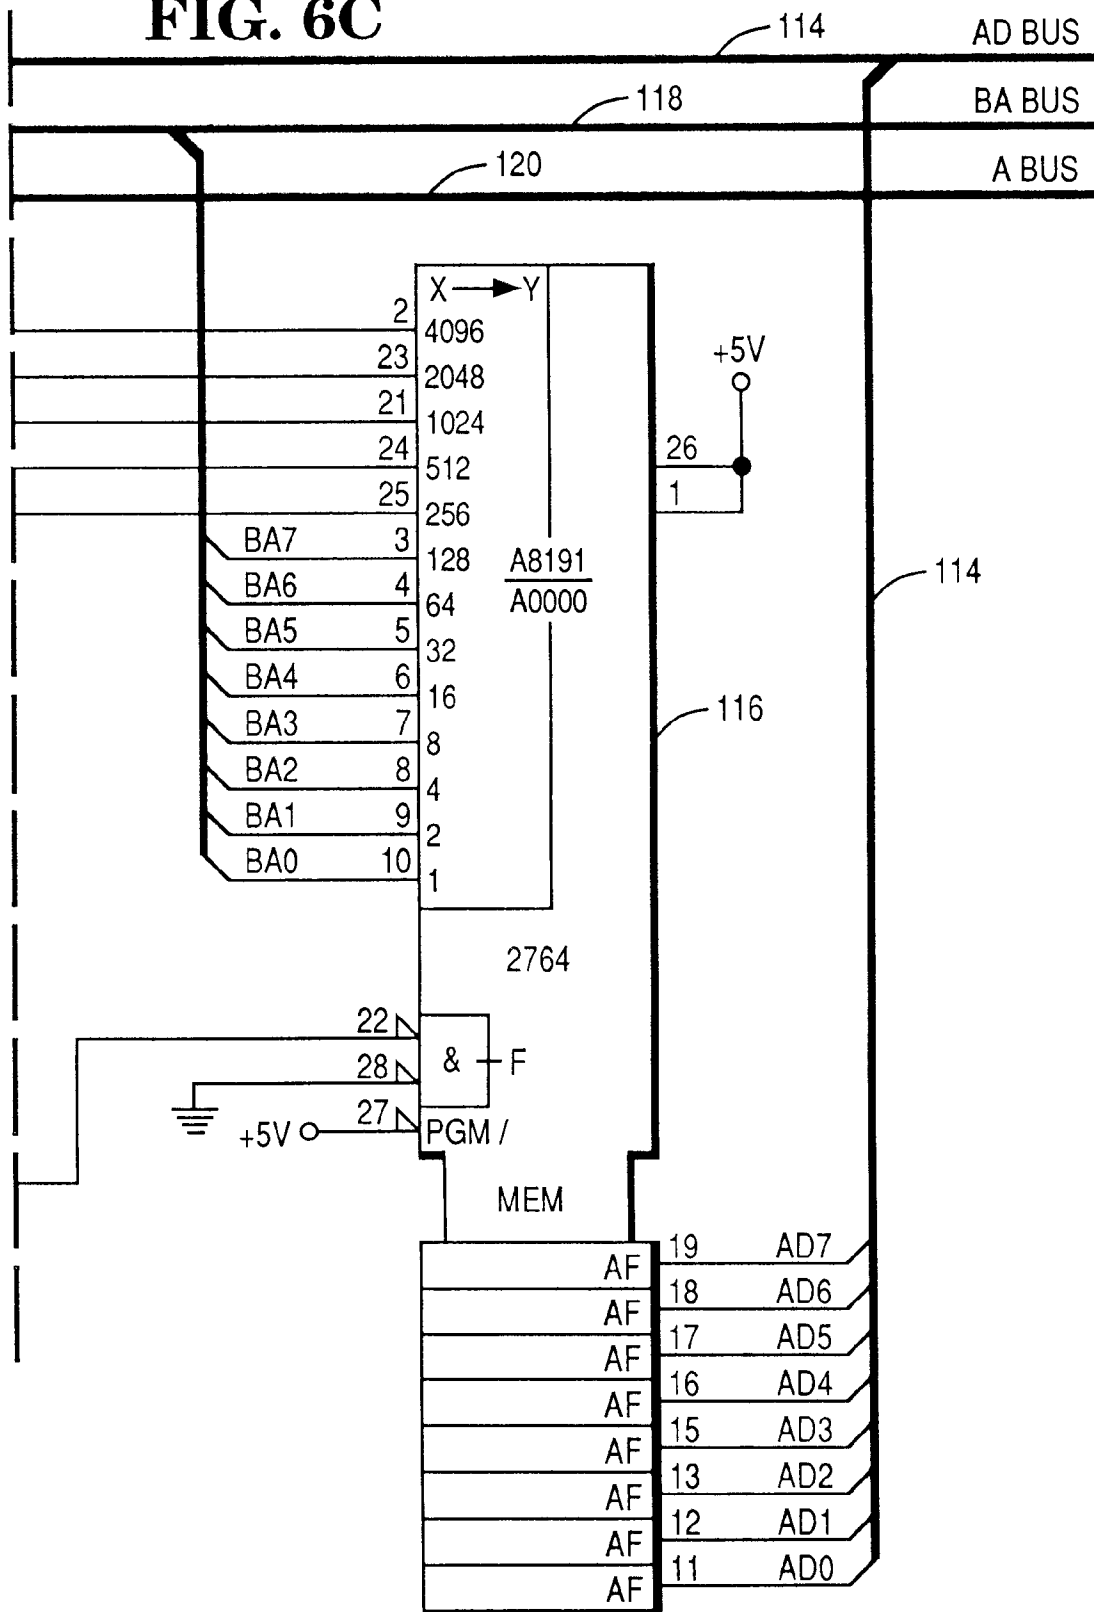 FIG. 6C
114
AD BUS
118
BA BUS
120
A BUS
X Y
2
4096
23
2048
21
1024
24
512
25
256
BA7 3
128
BA6 4
64
BA5 5
32
BA4 6
16
BA3 7
8
BA2 8
4
BA1 9
2
BA0 10
1
A8191
A0000
+5V
26
1
114
116
2764
22
&
F
28
+5V
27
PGM /
MEM
AF
19 AD7
AF
18 AD6
AF
17 AD5
AF
16 AD4
AF
15 AD3
AF
13 AD2
AF
12 AD1
AF
11 AD0